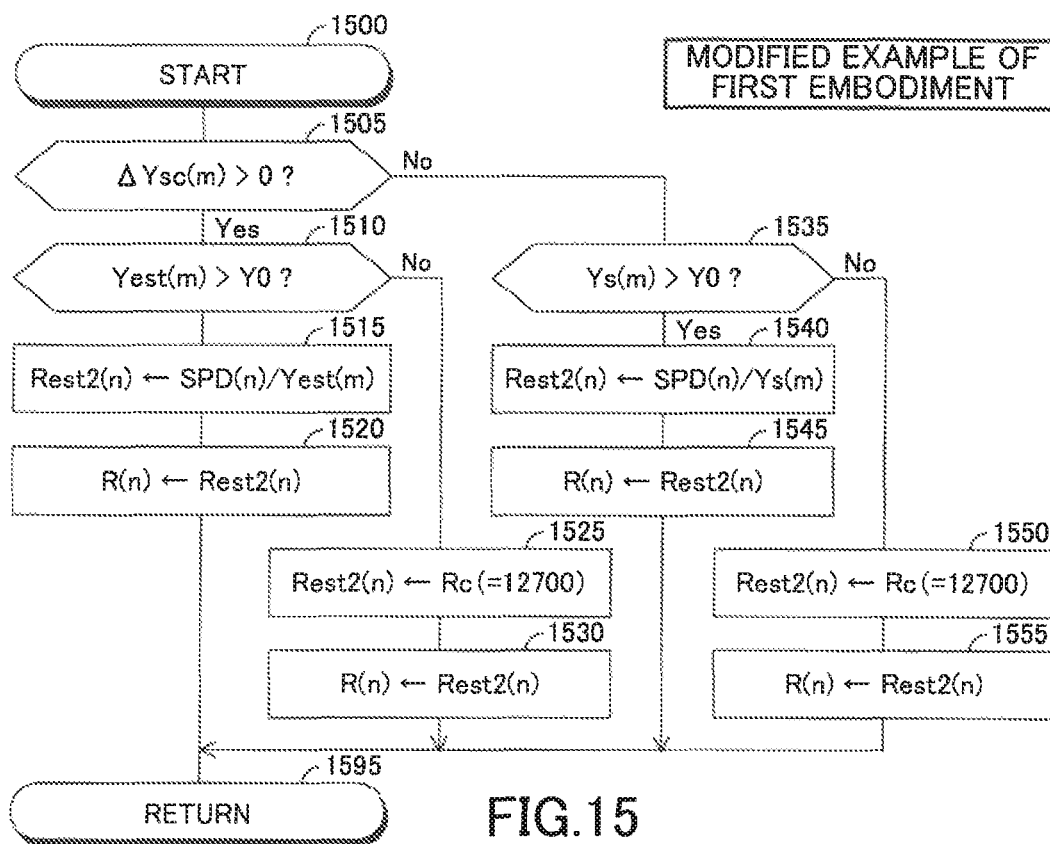 1500
START
MODIFIED EXAMPLE OF
FIRST EMBODIMENT
1505
Δ Ysc(m) > 0 ?
No
Yes
1510
Yest(m) > Y0 ?
No
1515
Rest2(n) ← SPD(n)/Yest(m)
1520
R(n) ← Rest2(n)
1525
Rest2(n) ← Rc (=12700)
1530
R(n) ← Rest2(n)
1535
Ys(m) > Y0 ?
No
Yes
1540
Rest2(n) ← SPD(n)/Ys(m)
1545
R(n) ← Rest2(n)
1550
Rest2(n) ← Rc (=12700)
1555
R(n) ← Rest2(n)
1595
RETURN
FIG.15